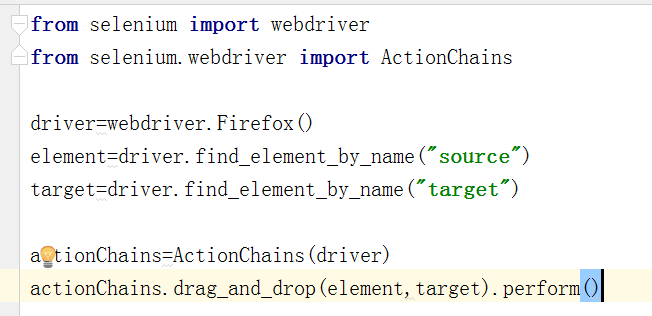 from selenium import webdriver
from selenium.webdriver import ActionChains
driver=webdriver.Firefox()
element=driver.find_element_by_name("source")
target=driver.find_element_by_name("target")
actionChains=ActionChains(driver)
actionChains.drag_and_drop(element,target).perform()